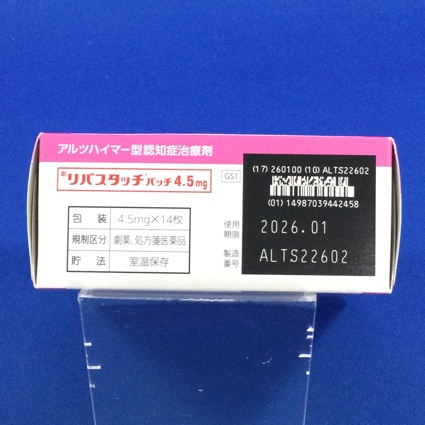 アルツハイマー型認知症治療剤
劇 リバスタッチ®パッチ4.5mg
GS1
(17) 260100 (10) ALTS22602
(01) 14987039442458
包 装 4.5mg×14枚
規制区分 劇薬、処方箋医薬品
貯 法 室温保存
使用期限 2026.01
製造番号 ALTS22602